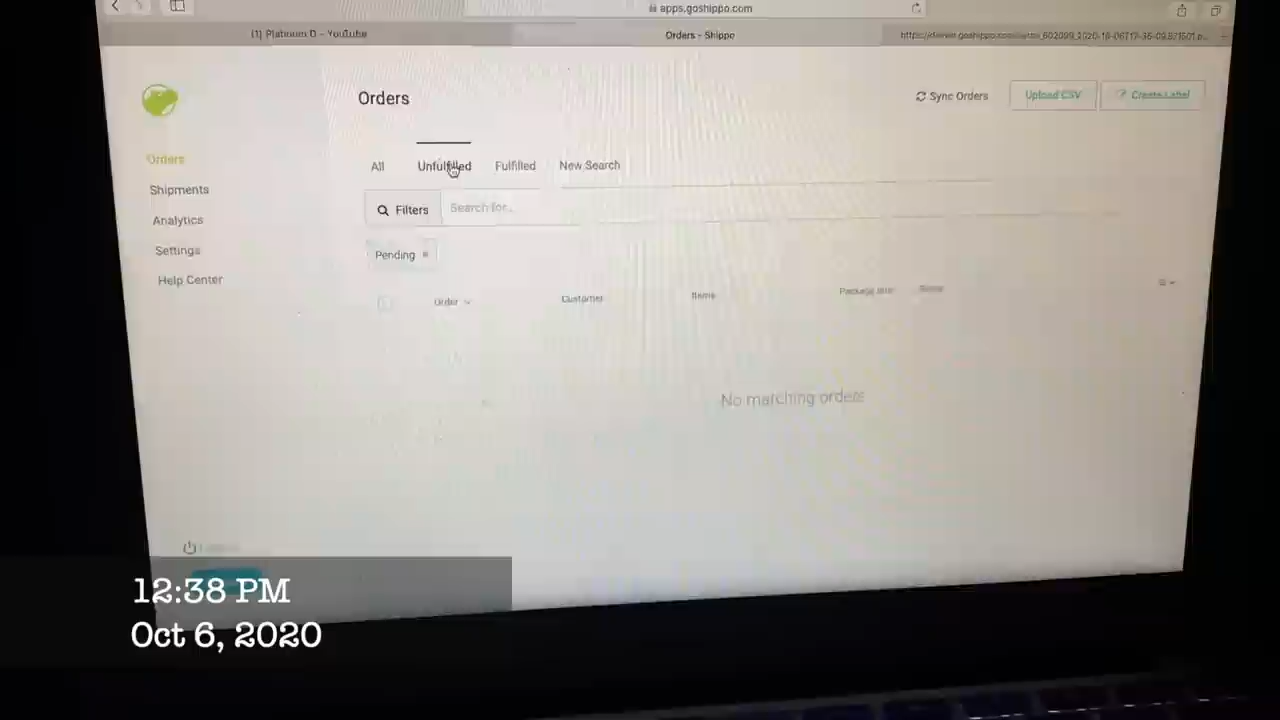 apps.goshippo.com
(1) Platinum D - YouTube
Orders - Shippo
Orders
Sync Orders
Upload CSV
Create Label
Orders
All
Unfulfilled
Fulfilled
New Search
Shipments
Filters
Search for...
Analytics
Settings
Pending
Help Center
Order
Customer
Items
No matching orders
12:38 PM
Oct 6, 2020